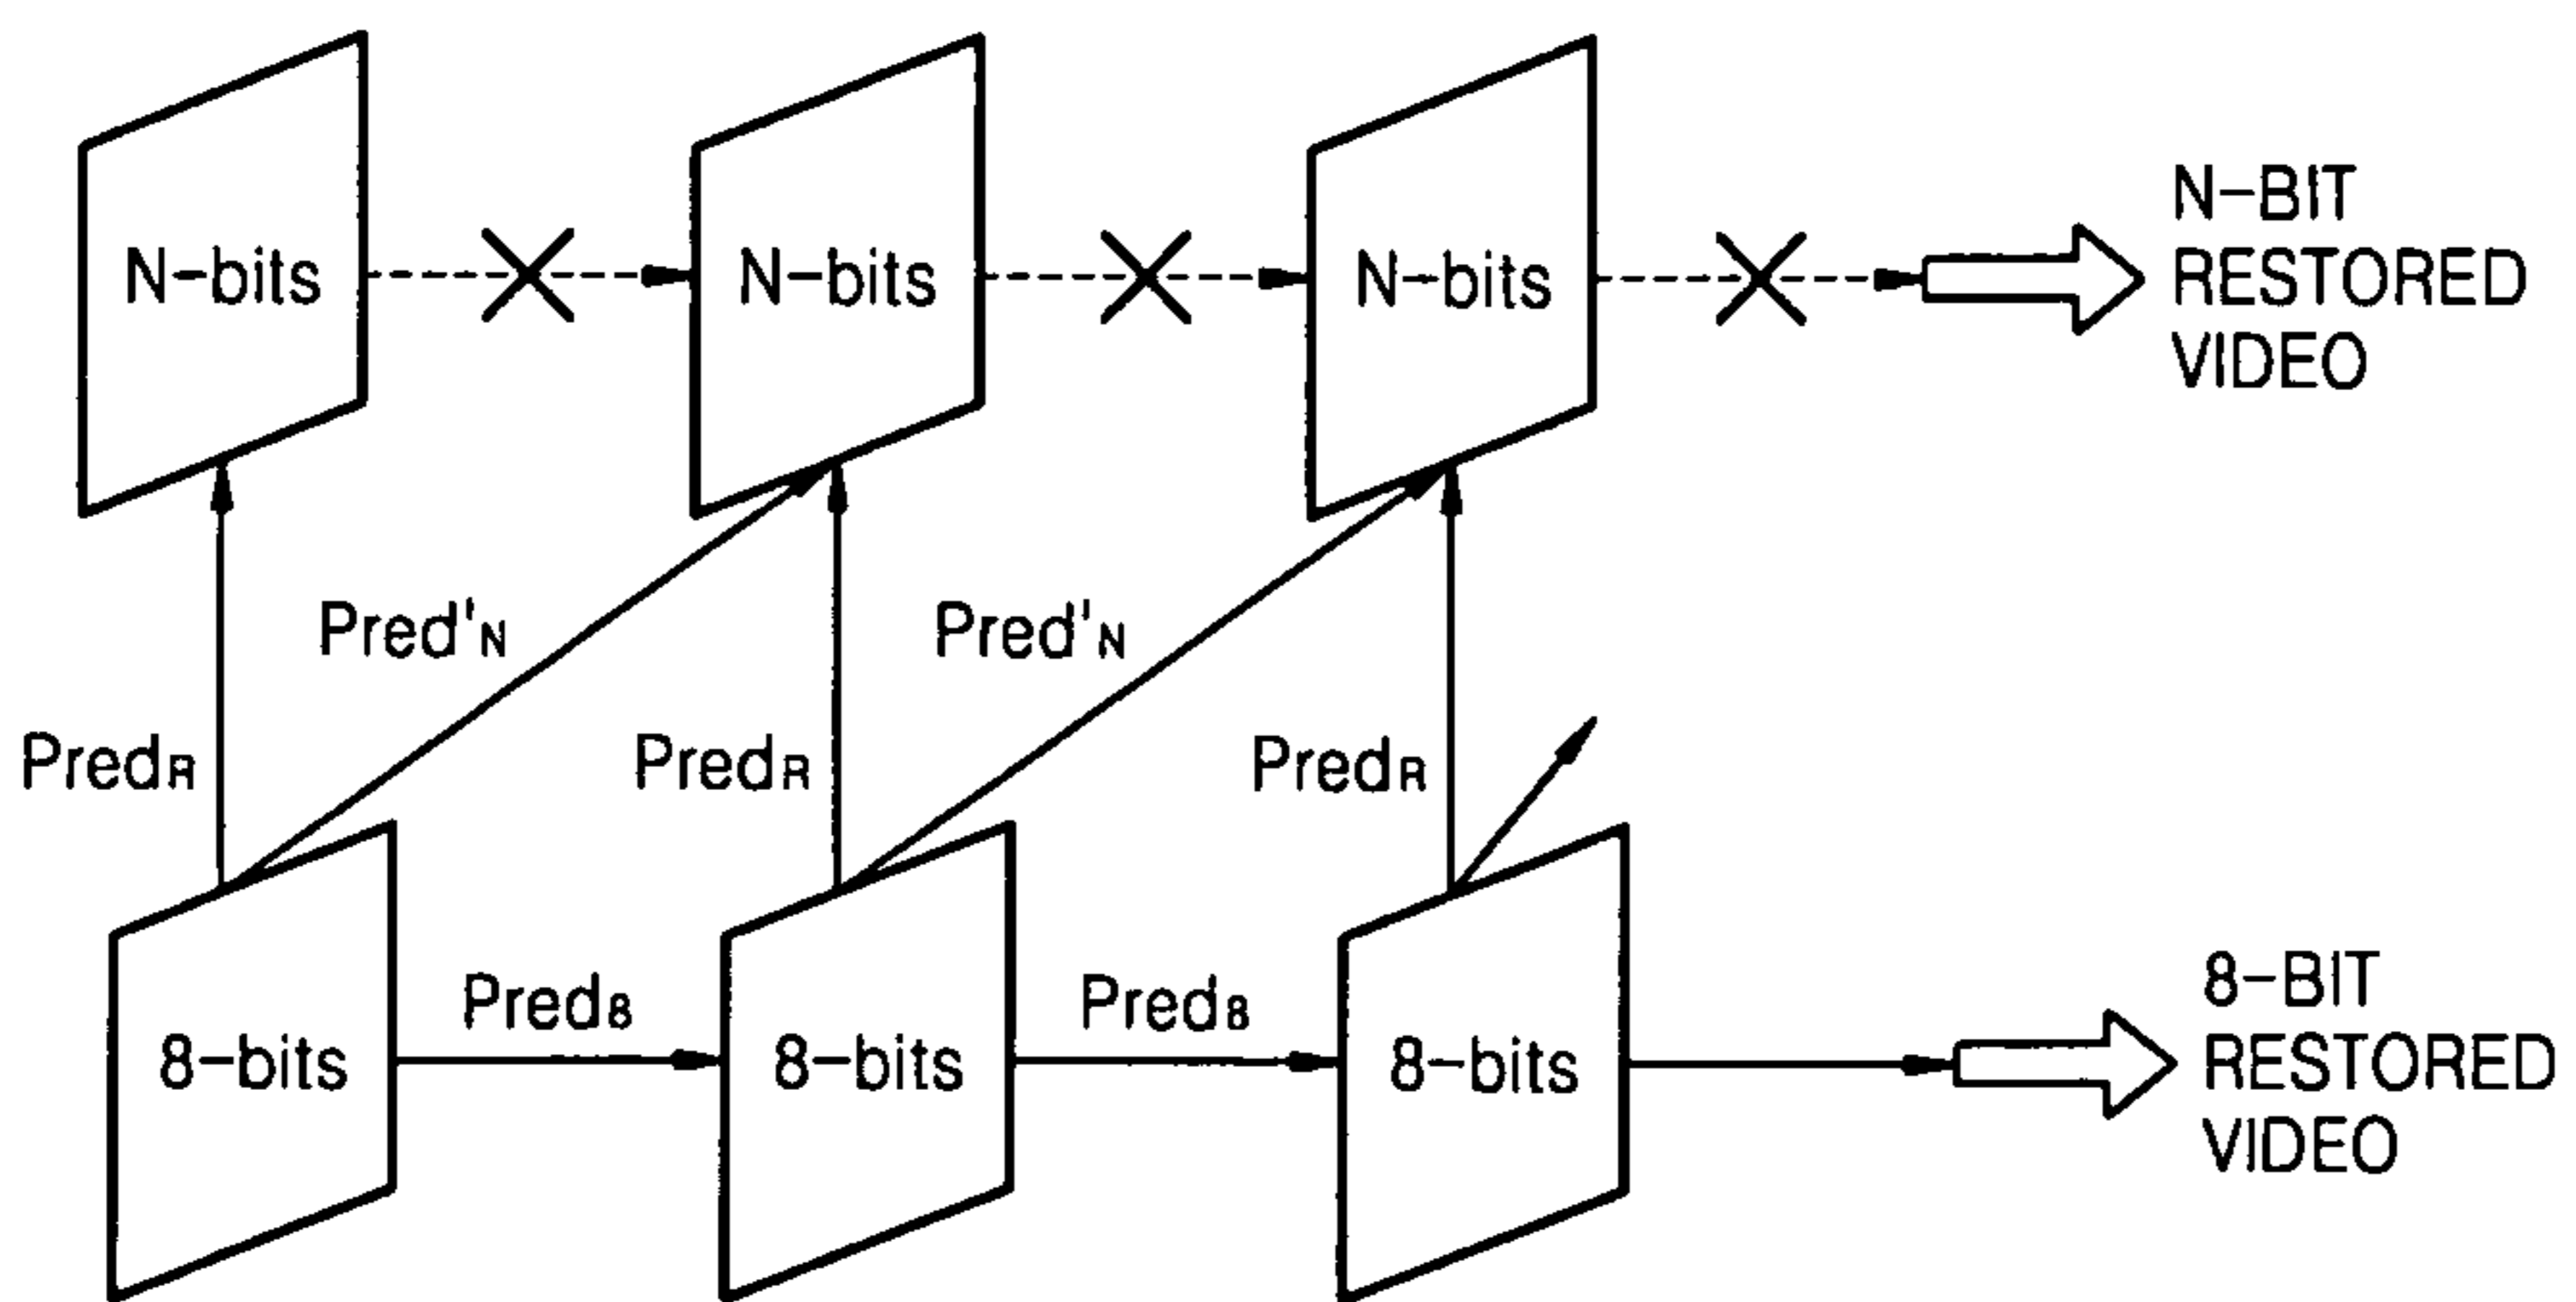 N-bits
N-bits
N-bits
N-BIT
RESTORED
VIDEO
Pred'N
Pred'N
PredR
PredR
PredR
Pred8
Pred8
8-bits
8-bits
8-bits
8-BIT
RESTORED
VIDEO